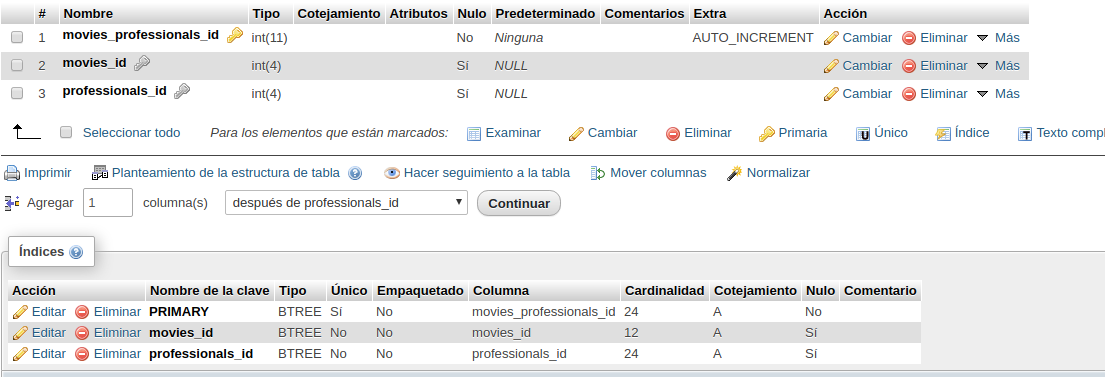 # Nombre Tipo Cotejamiento Atributos Nulo Predeterminado Comentarios Extra Acción
1 movies_professionals_id int(11) No Ninguna AUTO_INCREMENT Cambiar Eliminar Más
2 movies_id int(4) Sí NULL Cambiar Eliminar Más
3 professionals_id int(4) Sí NULL Cambiar Eliminar Más
Seleccionar todo Para los elementos que están marcados: Examinar Cambiar Eliminar Primaria Único Índice Texto compl
Imprimir Planteamiento de la estructura de tabla Hacer seguimiento a la tabla Mover columnas Normalizar
Agregar 1 columna(s) después de professionals_id Continuar
Índices
Acción Nombre de la clave Tipo Único Empaquetado Columna Cardinalidad Cotejamiento Nulo Comentario
Editar Eliminar PRIMARY BTREE Sí No movies_professionals_id 24 A No
Editar Eliminar movies_id BTREE No No movies_id 12 A Sí
Editar Eliminar professionals_id BTREE No No professionals_id 24 A Sí